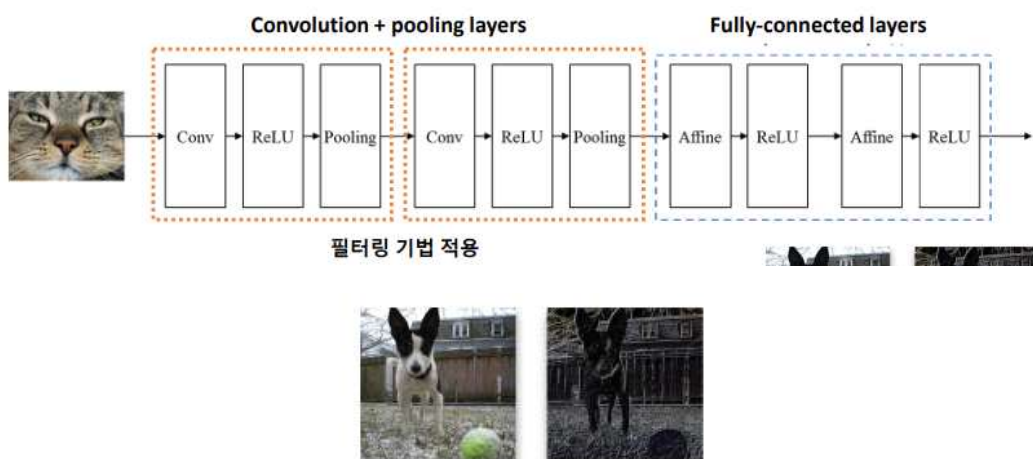 Convolution + pooling layers
Fully-connected layers
Conv
ReLU
Pooling
Conv
ReLU
Pooling
Affine
ReLU
Affine
ReLU
필터링 기법 적용